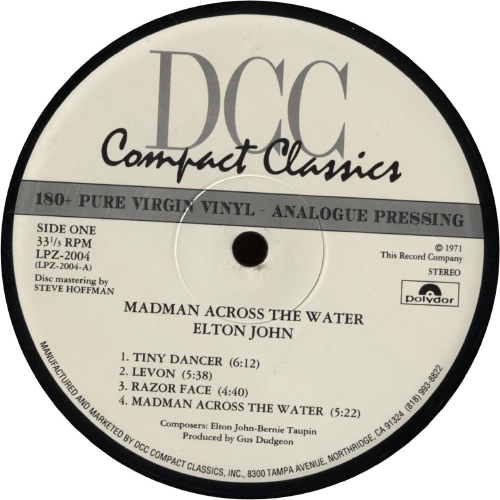 DCC
Compact Classics
180+ PURE VIRGIN VINYL - ANALOGUE PRESSING
SIDE ONE
33 1/3 RPM
LPZ-2004
(LPZ-2004-A)
Disc mastering by
STEVE HOFFMAN
© 1971
This Record Company
STEREO
polydor
MADMAN ACROSS THE WATER
ELTON JOHN
1. TINY DANCER (6:12)
2. LEVON (5:38)
3. RAZOR FACE (4:40)
4. MADMAN ACROSS THE WATER (5:22)
Composers: Elton John-Bernie Taupin
Produced by Gus Dudgeon
MANUFACTURED AND MARKETED BY DCC COMPACT CLASSICS, INC., 8300 TAMPA AVENUE, NORTHRIDGE, CA 91324 (818) 993-8822